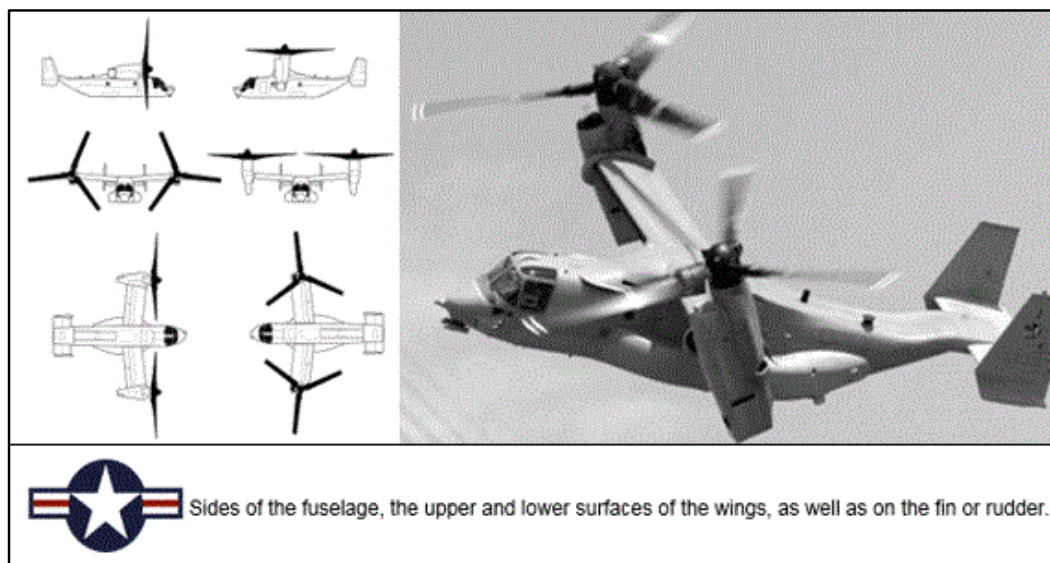 Sides of the fuselage, the upper and lower surfaces of the wings, as well as on the fin or rudder.